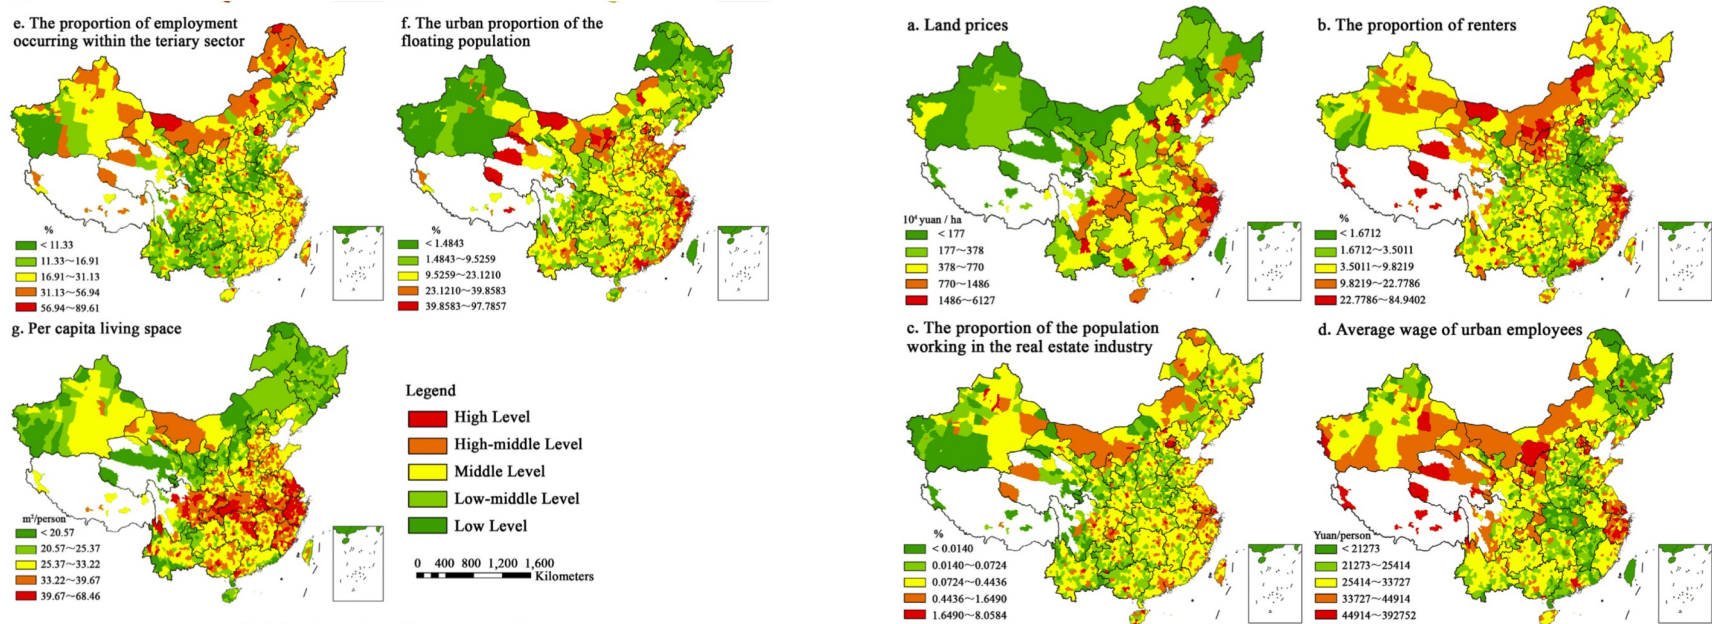 e. The proportion of employment
occurring within the teriary sector
%
< 11.33
11.33～16.91
16.91～31.13
31.13～56.94
56.94～89.61
f. The urban proportion of the
floating population
%
< 1.4843
1.4843～9.5259
9.5259～23.1210
23.1210～39.8583
39.8583～97.7857
a. Land prices
10⁴ yuan / ha
< 177
177～378
378～770
770～1486
1486～6127
b. The proportion of renters
%
< 1.6712
1.6712～3.5011
3.5011～9.8219
9.8219～22.7786
22.7786～84.9402
g. Per capita living space
m²/person
< 20.57
20.57～25.37
25.37～33.22
33.22～39.67
39.67～68.46
Legend
High Level
High-middle Level
Middle Level
Low-middle Level
Low Level
0 400 800 1,200 1,600
Kilometers
c. The proportion of the population
working in the real estate industry
%
< 0.0140
0.0140～0.0724
0.0724～0.4436
0.4436～1.6490
1.6490～8.0584
d. Average wage of urban employees
Yuan/person
< 21273
21273～25414
25414～33727
33727～44914
44914～392752